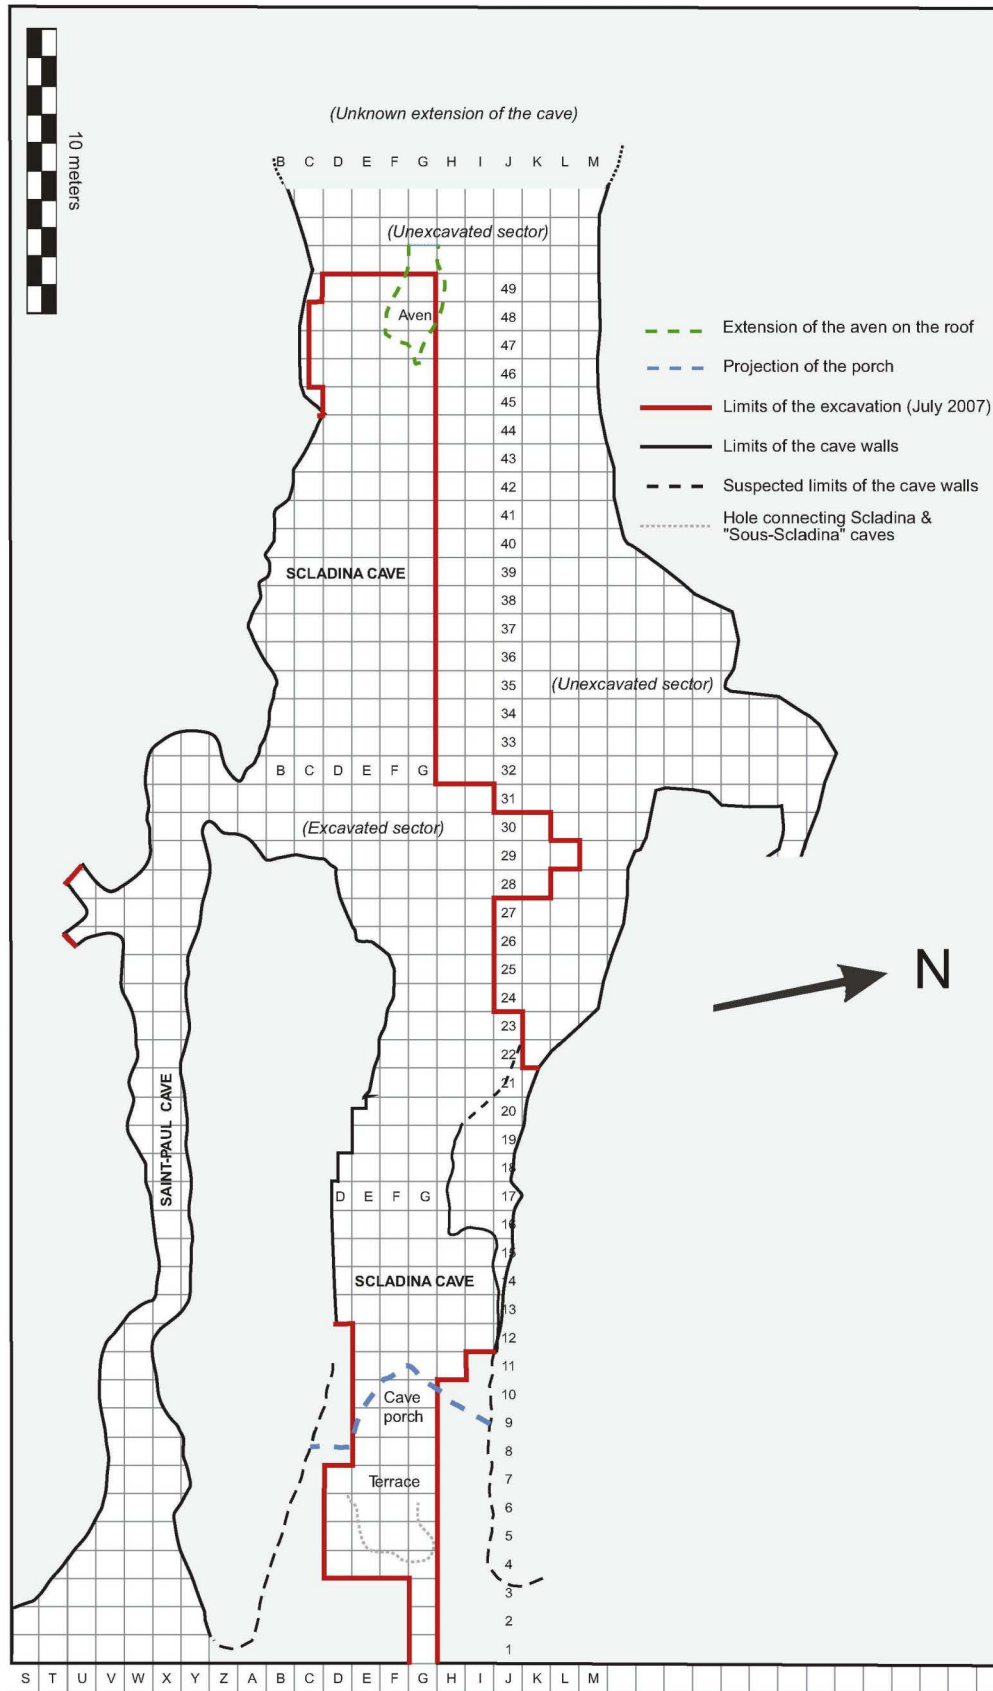 (Unknown extension of the cave)
B C D E F G H I J K L M
10 meters
(Unexcavated sector)
49
Aven
48
47
46
45
44
43
42
41
40
SCLADINA CAVE
39
38
37
36
(Unexcavated sector)
35
34
33
B C D E F G
32
31
(Excavated sector)
30
29
28
27
26
25
24
23
22
21
20
19
18
D E F G
17
16
15
SCLADINA CAVE
14
13
12
11
10
Cave
porch
9
8
Terrace
7
6
5
4
3
2
1
S T U V W X Y Z A B C D E F G H I J K L M
SAINT-PAUL CAVE
Extension of the aven on the roof
Projection of the porch
Limits of the excavation (July 2007)
Limits of the cave walls
Suspected limits of the cave walls
Hole connecting Scladina &
"Sous-Scladina" caves
N